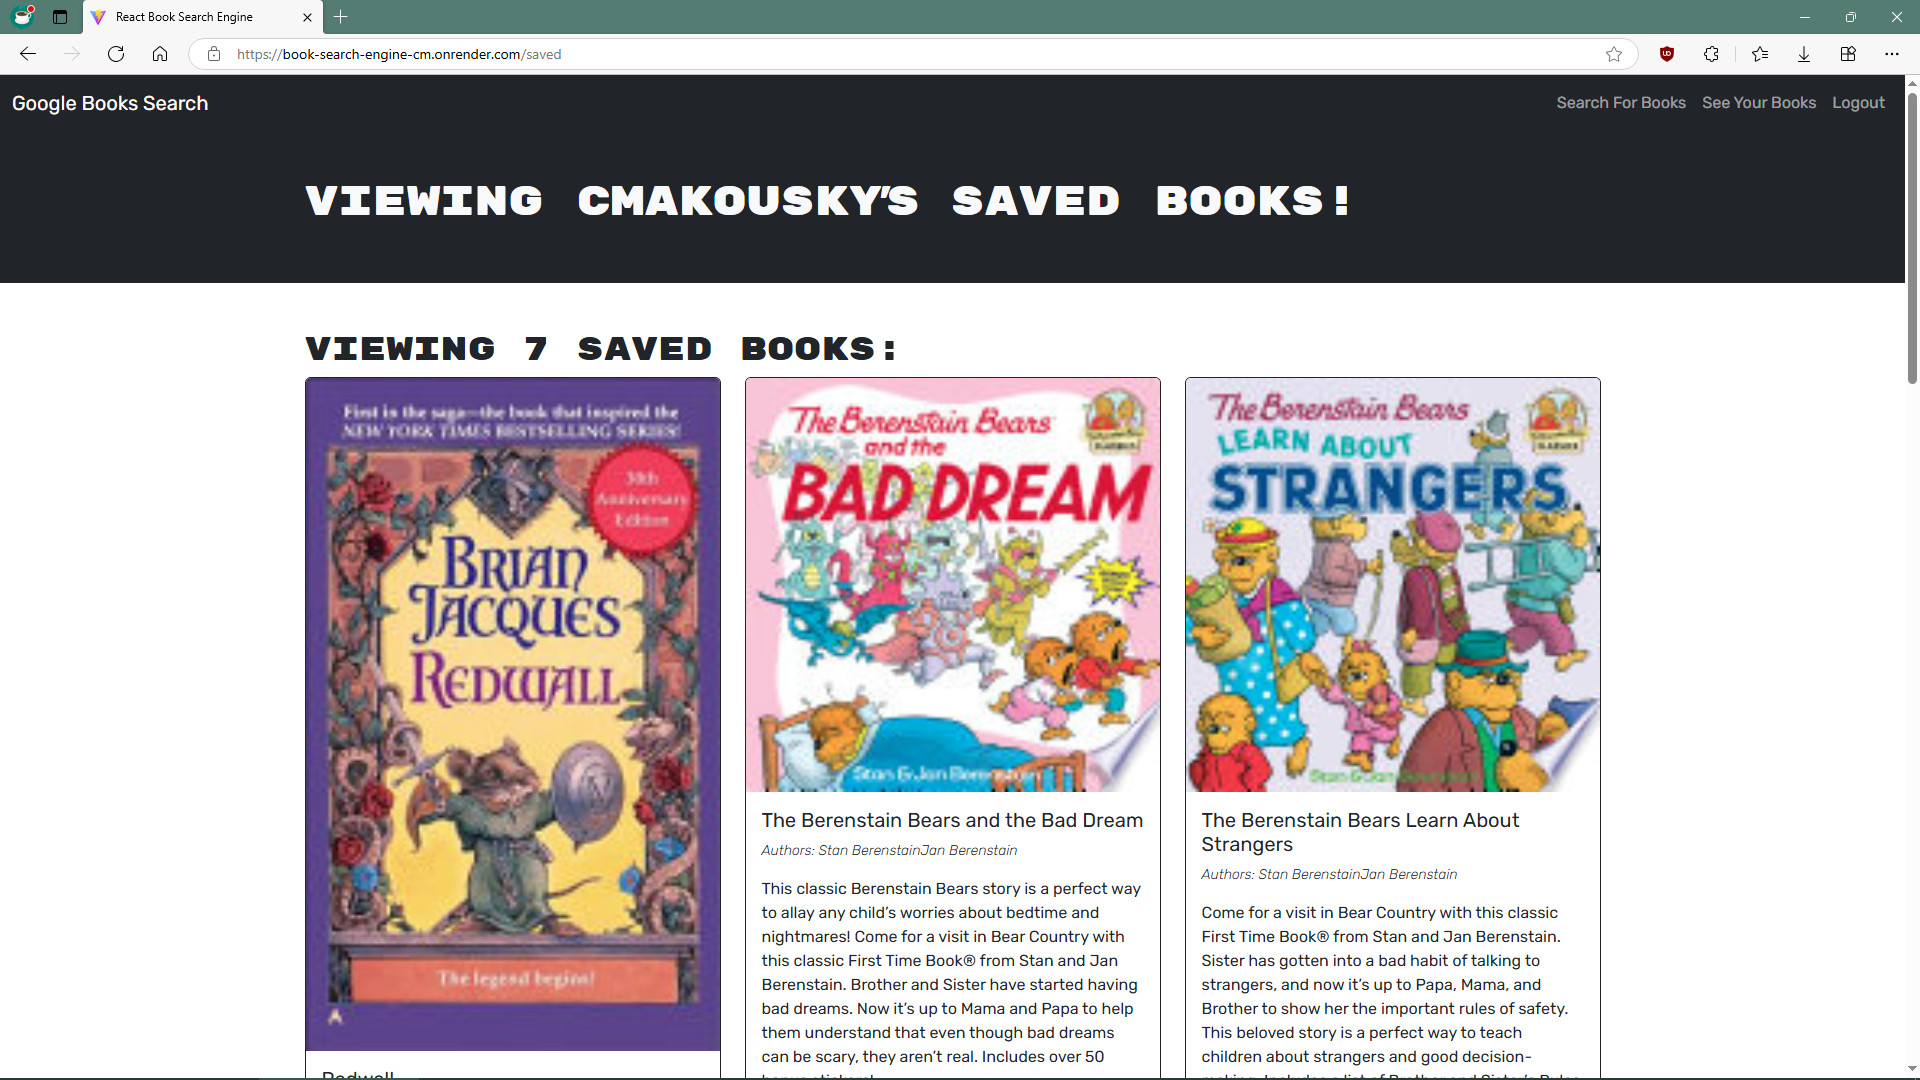 React Book Search Engine
https://book-search-engine-cm.onrender.com/saved
Google Books Search
Search For Books
See Your Books
Logout
VIEWING CMAKOUSKY'S SAVED BOOKS!
VIEWING 7 SAVED BOOKS:
First in the saga—the book that inspired the
NEW YORK TIMES BESTSELLING SERIES!
30th
Anniversary
Edition
BRIAN
JACQUES
REDWALL
The legend begins!
A
Redwall
The Berenstain Bears
and the
BAD DREAM
Stan & Jan Berenstain
The Berenstain Bears and the Bad Dream
Authors: Stan BerenstainJan Berenstain
This classic Berenstain Bears story is a perfect way
to allay any child’s worries about bedtime and
nightmares! Come for a visit in Bear Country with
this classic First Time Book® from Stan and Jan
Berenstain. Brother and Sister have started having
bad dreams. Now it’s up to Mama and Papa to help
them understand that even though bad dreams
can be scary, they aren’t real. Includes over 50
The Berenstain Bears
LEARN ABOUT
STRANGERS
Stan & Jan Berenstain
The Berenstain Bears Learn About
Strangers
Authors: Stan BerenstainJan Berenstain
Come for a visit in Bear Country with this classic
First Time Book® from Stan and Jan Berenstain.
Sister has gotten into a bad habit of talking to
strangers, and now it’s up to Papa, Mama, and
Brother to show her the important rules of safety.
This beloved story is a perfect way to teach
children about strangers and good decision-